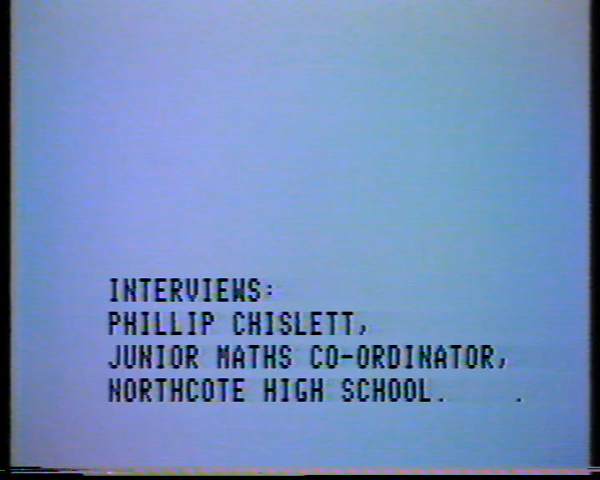 INTERVIEWS:
PHILLIP CHISLETT,
JUNIOR MATHS CO-ORDINATOR,
NORTHCOTE HIGH SCHOOL. .